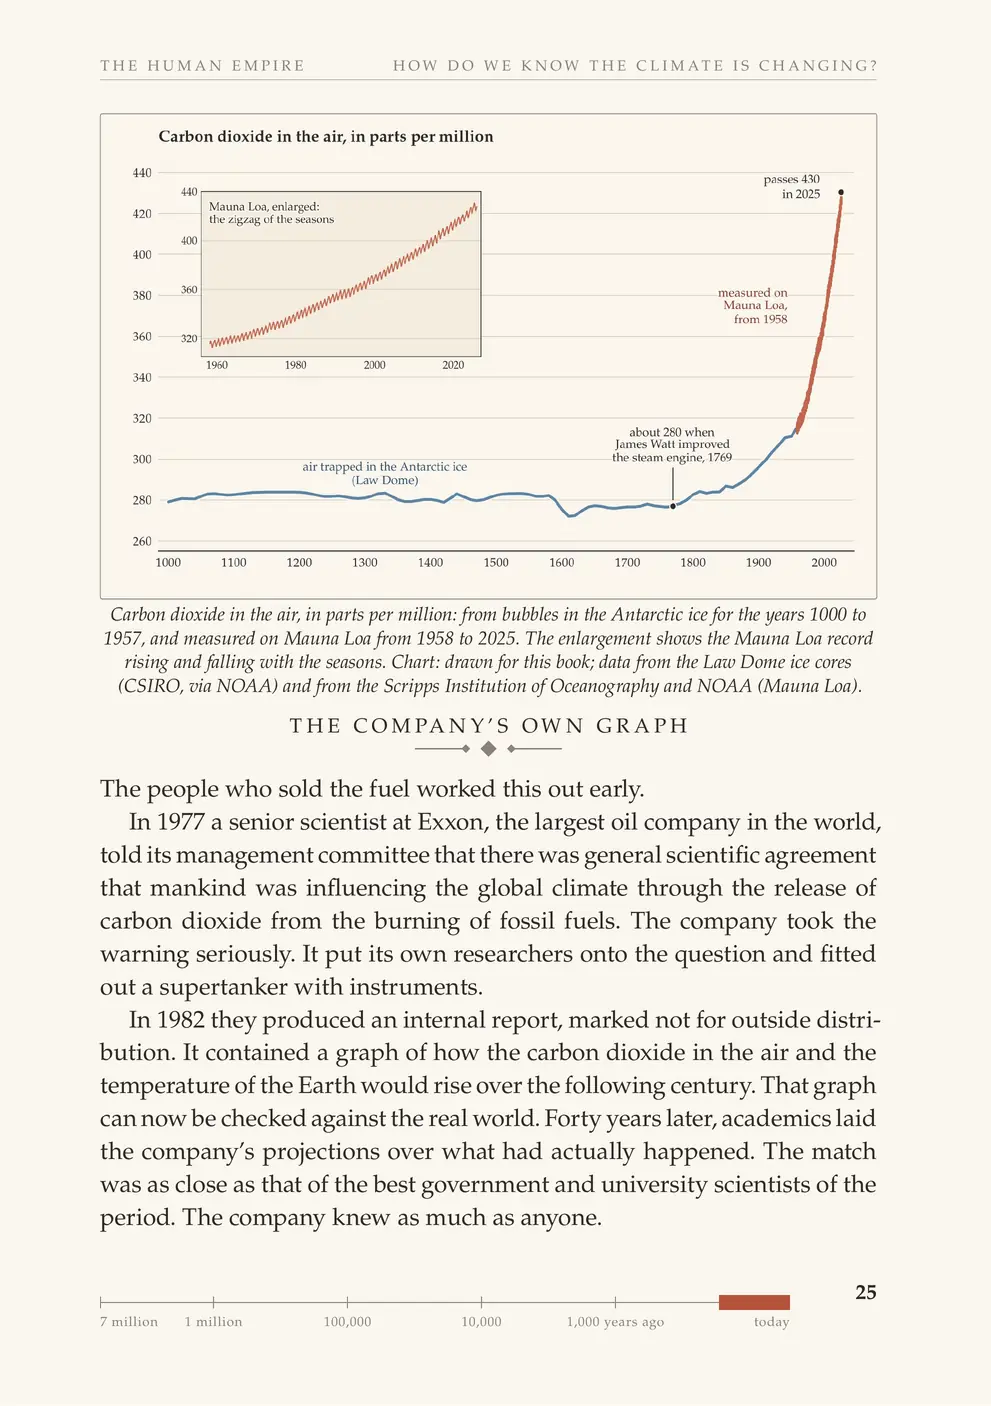 THE HUMAN EMPIRE
HOW DO WE KNOW THE CLIMATE IS CHANGING?
Carbon dioxide in the air, in parts per million
440
420
400
380
360
340
320
300
280
260
440
400
360
320
Mauna Loa, enlarged:
the zigzag of the seasons
1960
1980
2000
2020
passes 430
in 2025
measured on
Mauna Loa,
from 1958
about 280 when
James Watt improved
the steam engine, 1769
air trapped in the Antarctic ice
(Law Dome)
1000
1100
1200
1300
1400
1500
1600
1700
1800
1900
2000
Carbon dioxide in the air, in parts per million: from bubbles in the Antarctic ice for the years 1000 to
1957, and measured on Mauna Loa from 1958 to 2025. The enlargement shows the Mauna Loa record
rising and falling with the seasons. Chart: drawn for this book; data from the Law Dome ice cores
(CSIRO, via NOAA) and from the Scripps Institution of Oceanography and NOAA (Mauna Loa).
THE COMPANY'S OWN GRAPH
The people who sold the fuel worked this out early.
In 1977 a senior scientist at Exxon, the largest oil company in the world,
told its management committee that there was general scientific agreement
that mankind was influencing the global climate through the release of
carbon dioxide from the burning of fossil fuels. The company took the
warning seriously. It put its own researchers onto the question and fitted
out a supertanker with instruments.
In 1982 they produced an internal report, marked not for outside distri-
bution. It contained a graph of how the carbon dioxide in the air and the
temperature of the Earth would rise over the following century. That graph
can now be checked against the real world. Forty years later, academics laid
the company's projections over what had actually happened. The match
was as close as that of the best government and university scientists of the
period. The company knew as much as anyone.
25
7 million
1 million
100,000
10,000
1,000 years ago
today